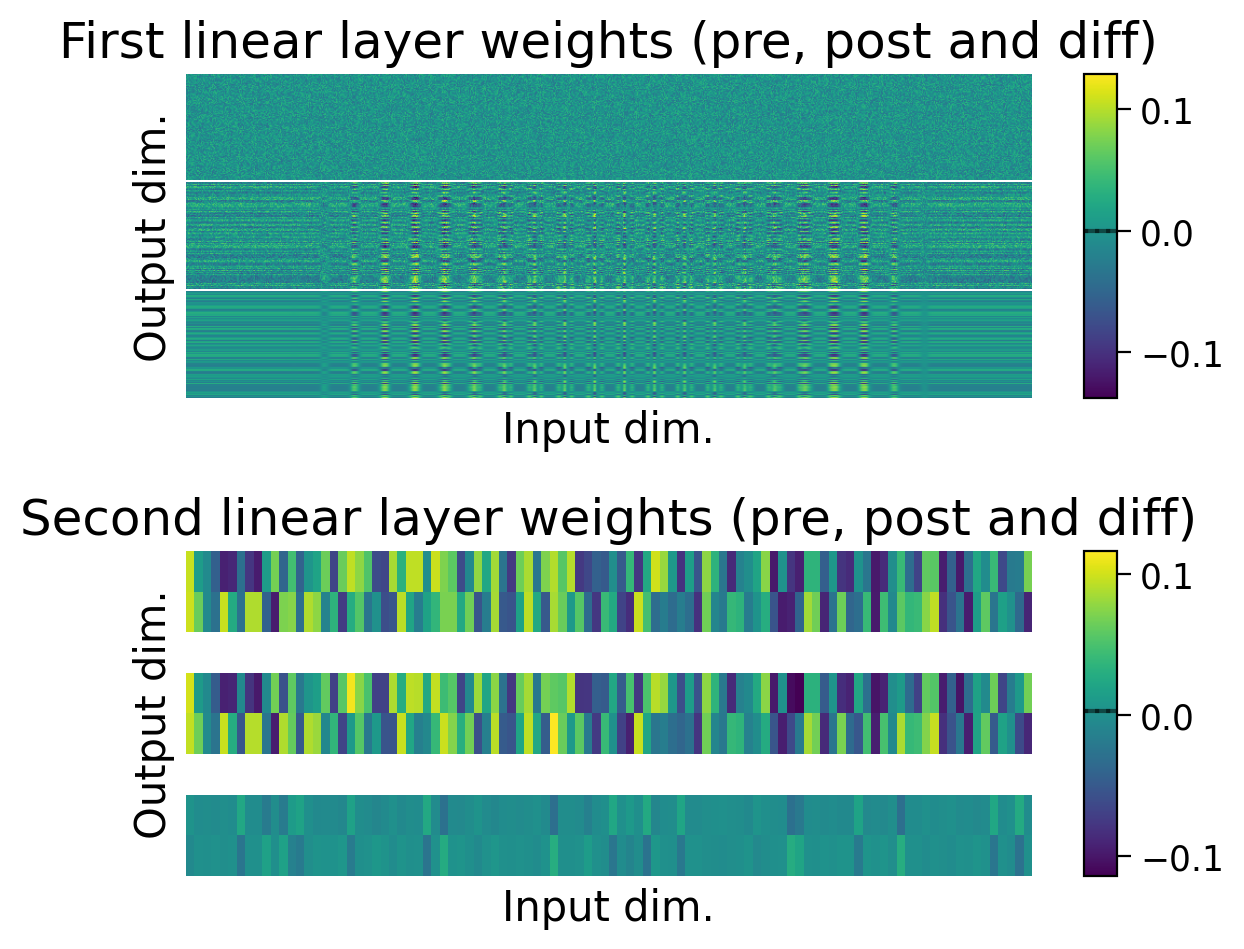 First linear layer weights (pre, post and diff)
Output dim.
0.1
0.0
−0.1
Input dim.
Second linear layer weights (pre, post and diff)
Output dim.
0.1
0.0
−0.1
Input dim.